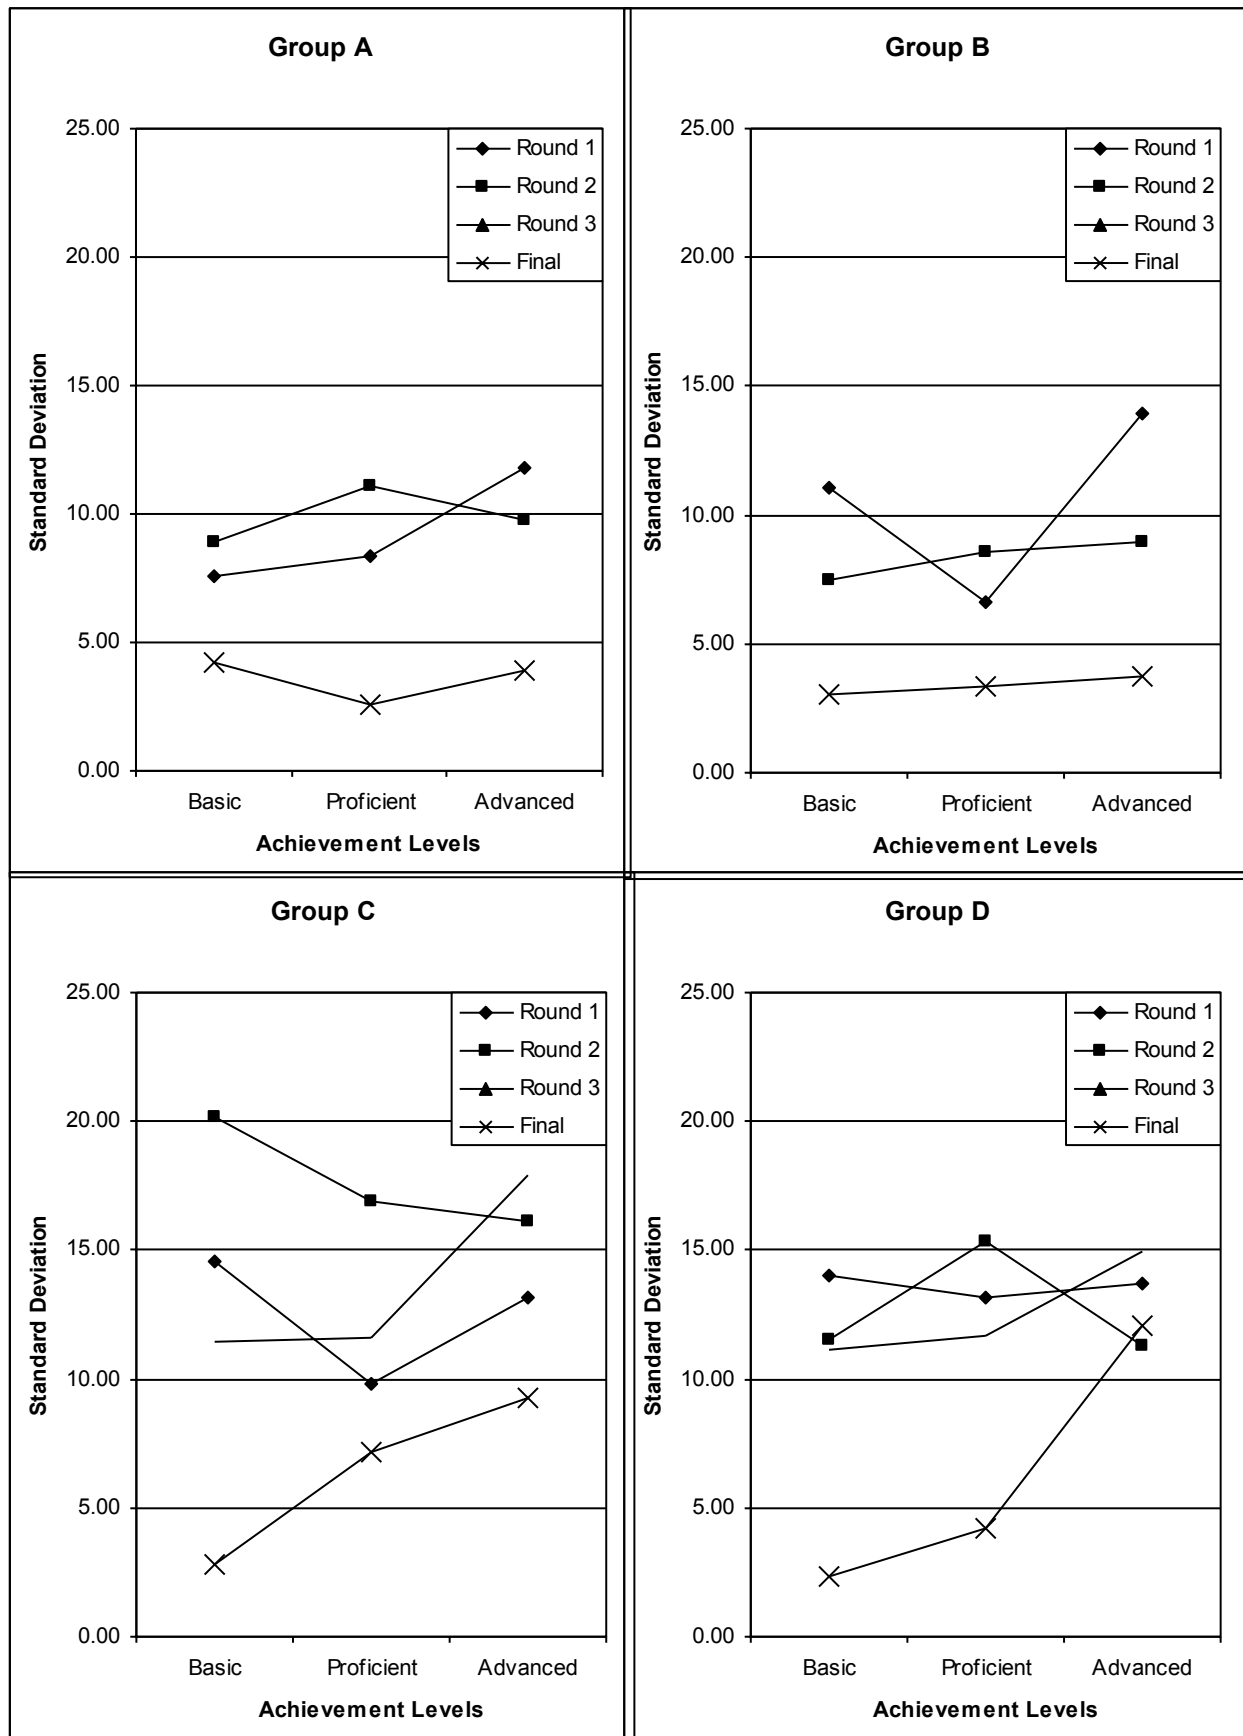 Group A
25.00
20.00
15.00
10.00
5.00
0.00
Standard Deviation
Round 1
Round 2
Round 3
Final
Basic Proficient Advanced
Achievement Levels
Group B
25.00
20.00
15.00
10.00
5.00
0.00
Standard Deviation
Round 1
Round 2
Round 3
Final
Basic Proficient Advanced
Achievement Levels
Group C
25.00
20.00
15.00
10.00
5.00
0.00
Standard Deviation
Round 1
Round 2
Round 3
Final
Basic Proficient Advanced
Achievement Levels
Group D
25.00
20.00
15.00
10.00
5.00
0.00
Standard Deviation
Round 1
Round 2
Round 3
Final
Basic Proficient Advanced
Achievement Levels